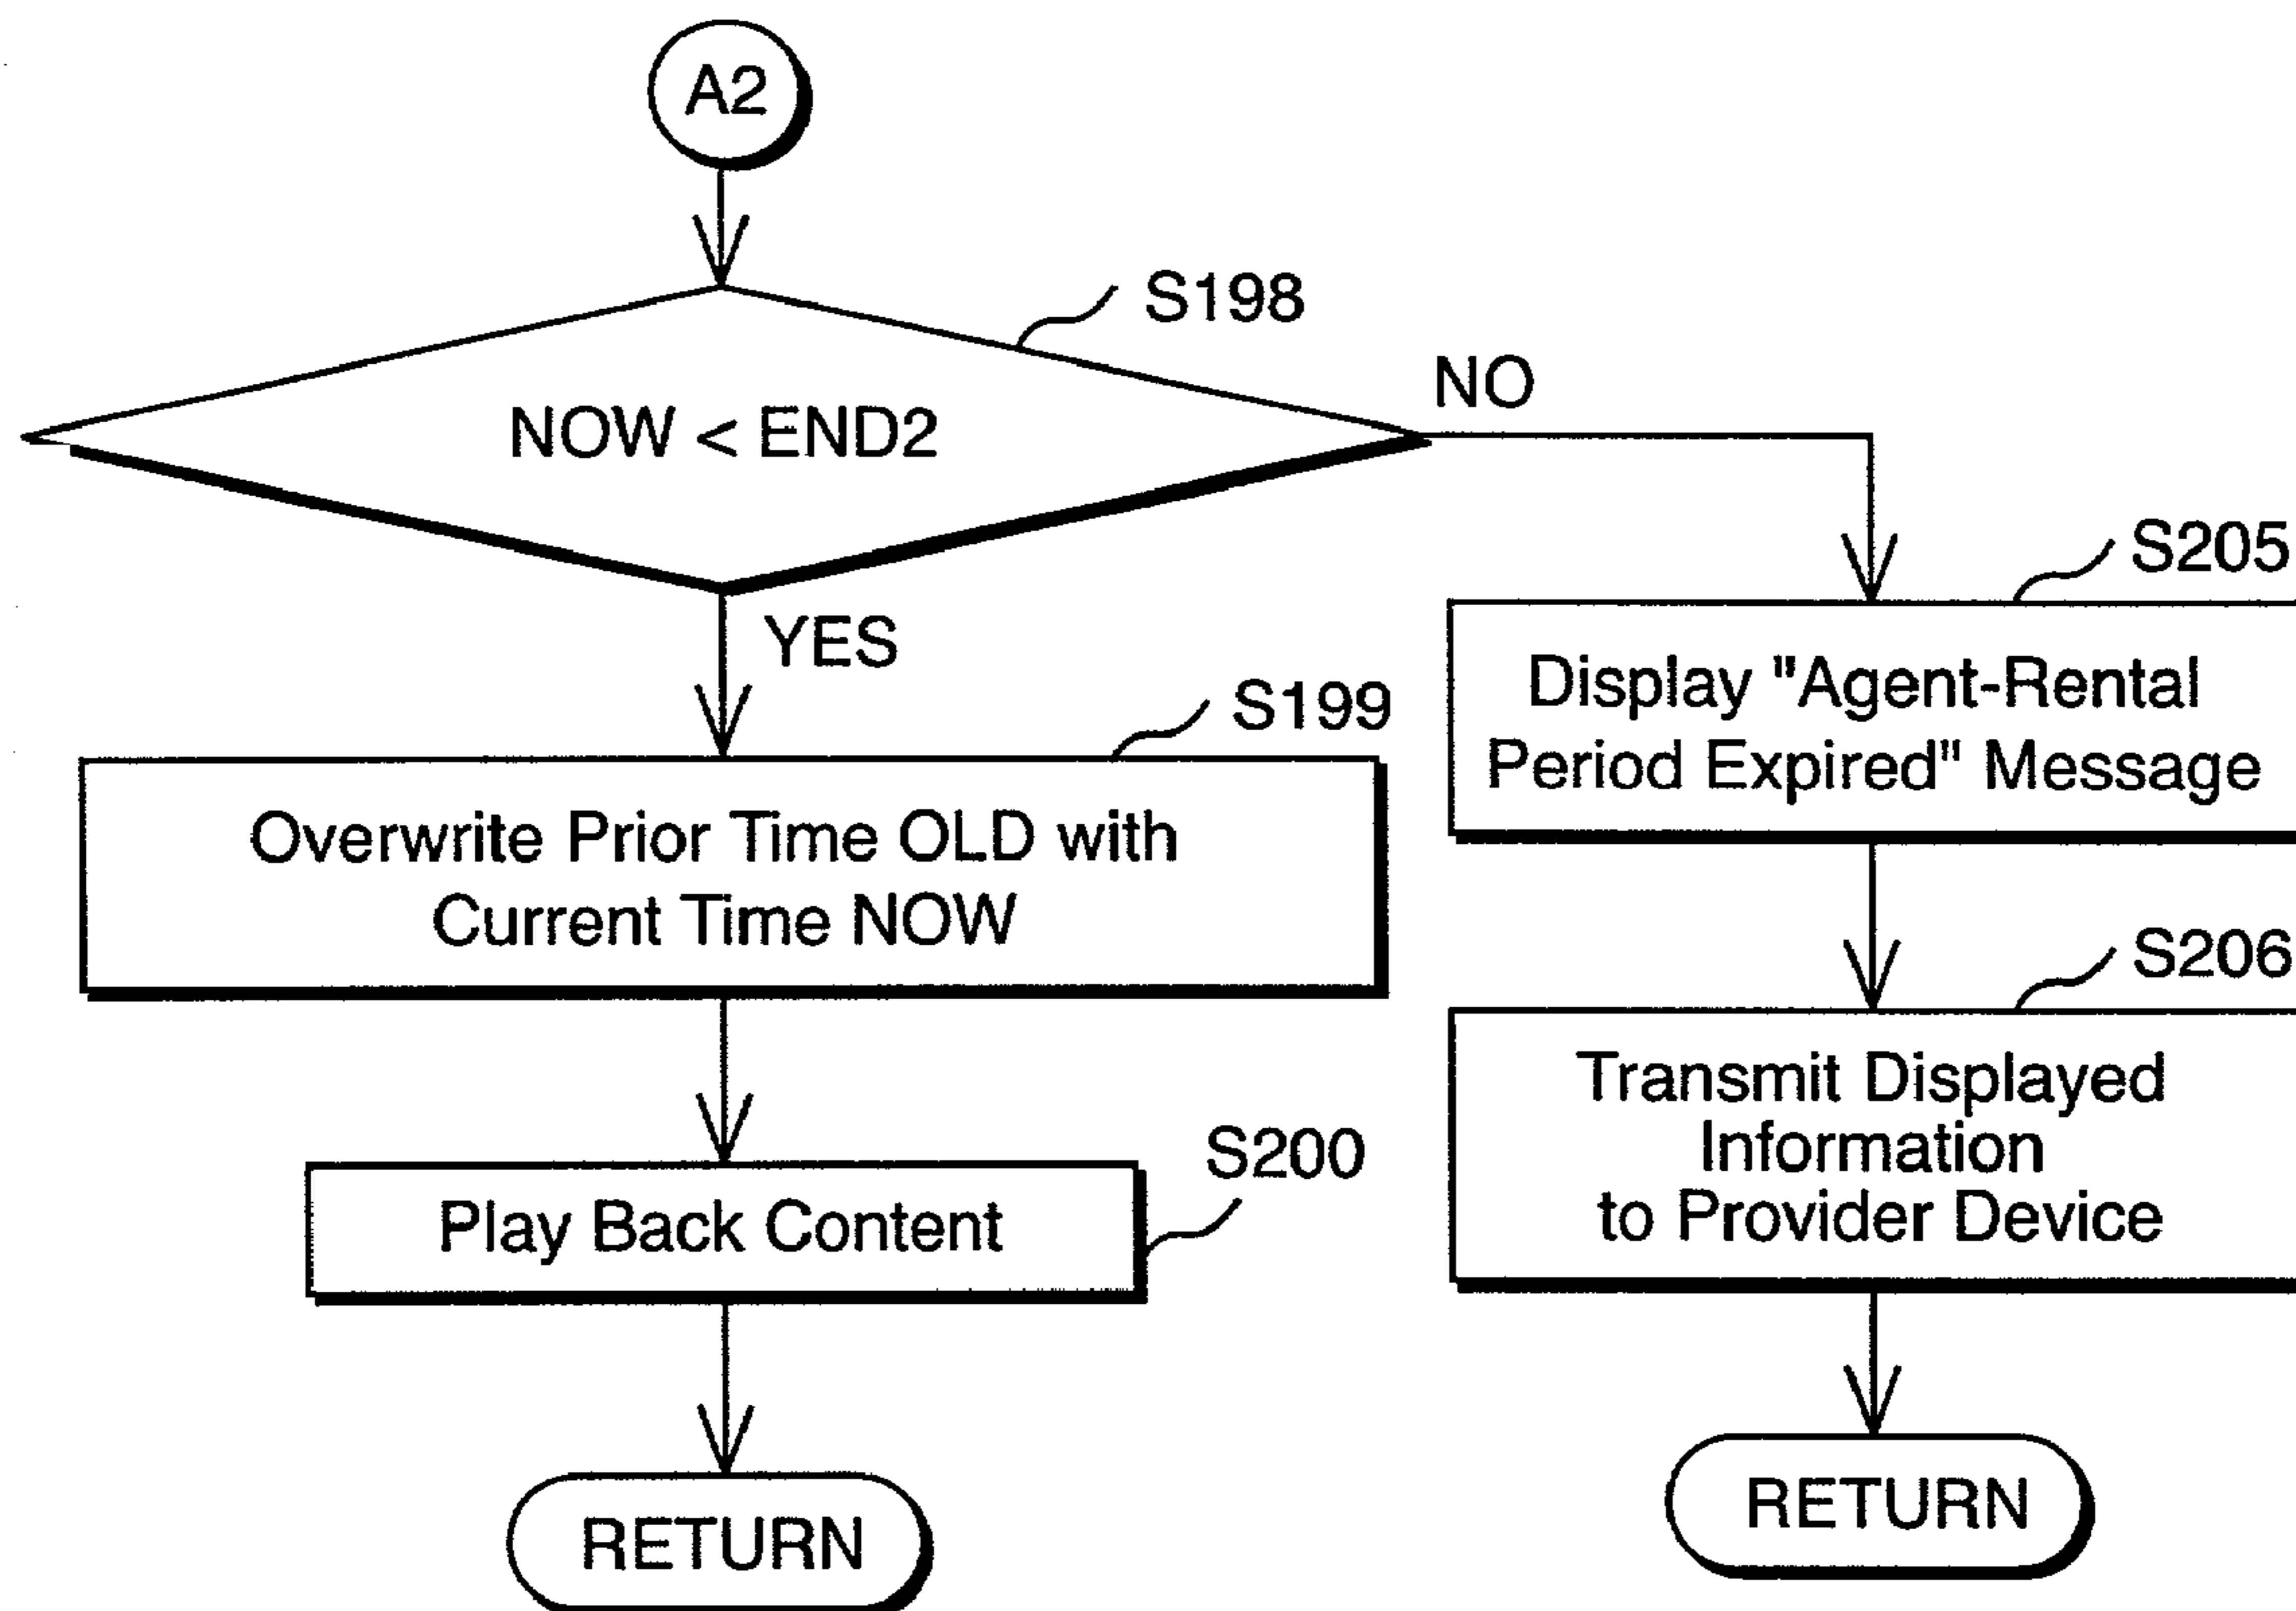 A2
S198
NOW < END2
NO
YES
S199
Overwrite Prior Time OLD with
Current Time NOW
S200
Play Back Content
RETURN
S205
Display "Agent-Rental
Period Expired" Message
S206
Transmit Displayed
Information
to Provider Device
RETURN